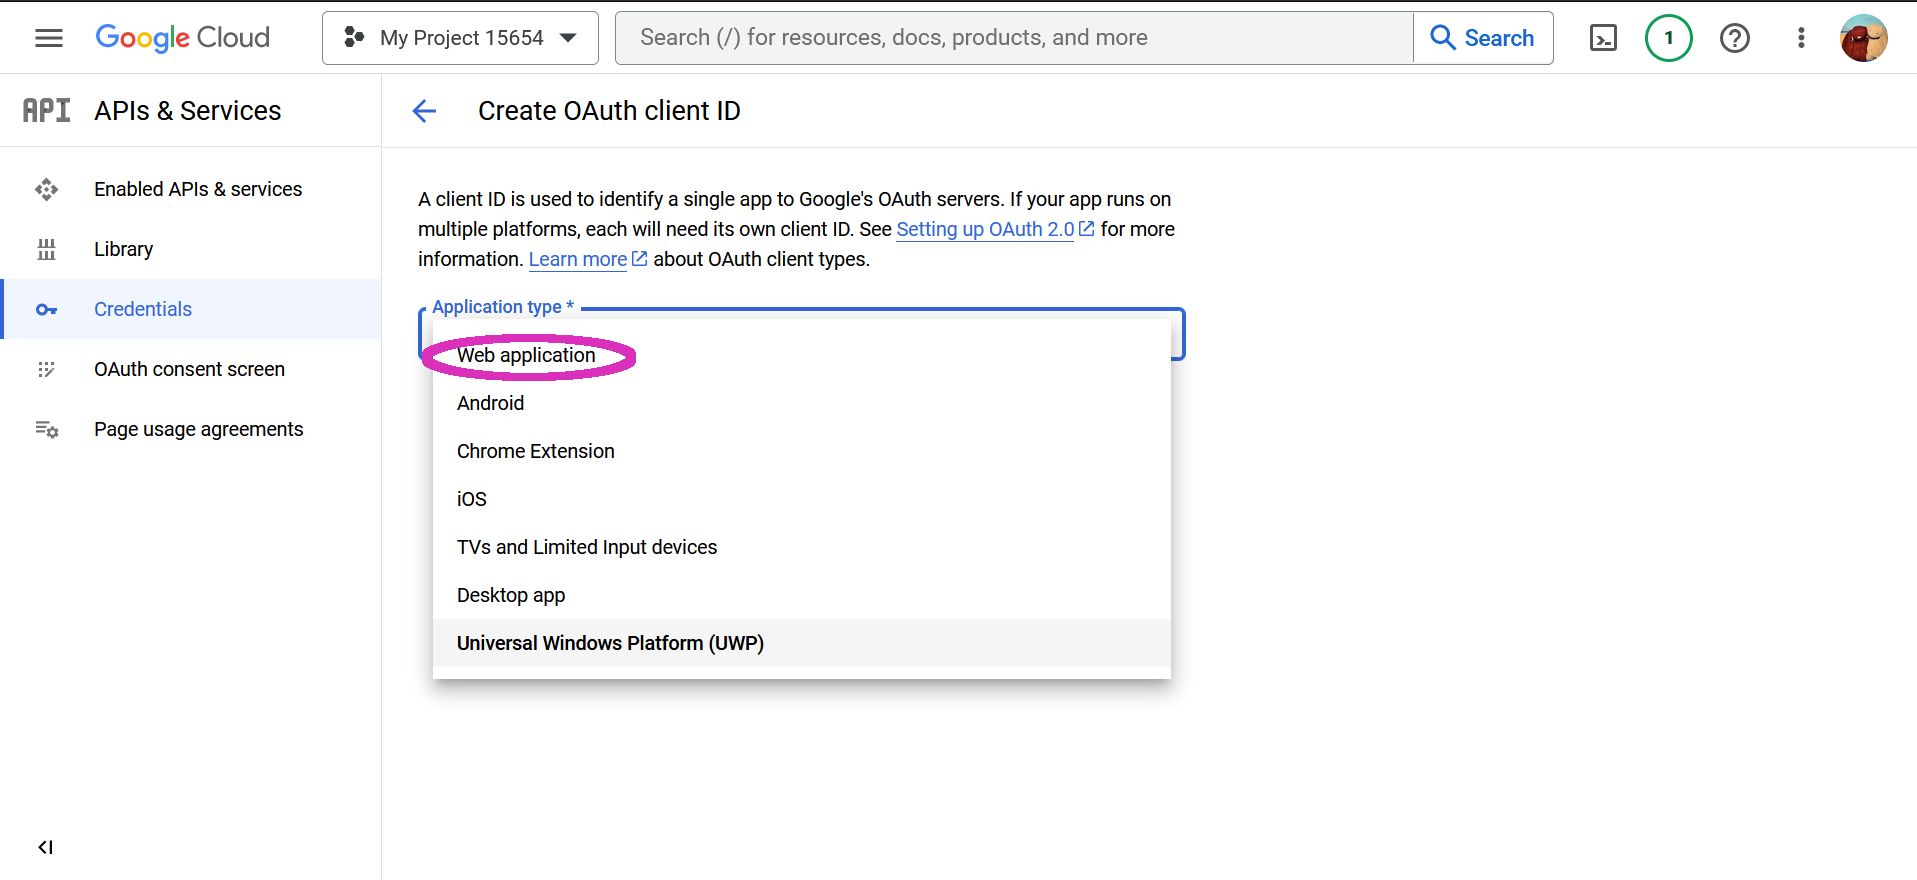 Google Cloud
My Project 15654
Search (/) for resources, docs, products, and more
Search
1
API
APIs & Services
Create OAuth client ID
Enabled APIs & services
Library
Credentials
OAuth consent screen
Page usage agreements
A client ID is used to identify a single app to Google's OAuth servers. If your app runs on
multiple platforms, each will need its own client ID. See Setting up OAuth 2.0 for more
information. Learn more about OAuth client types.
Application type *
Web application
Android
Chrome Extension
iOS
TVs and Limited Input devices
Desktop app
Universal Windows Platform (UWP)